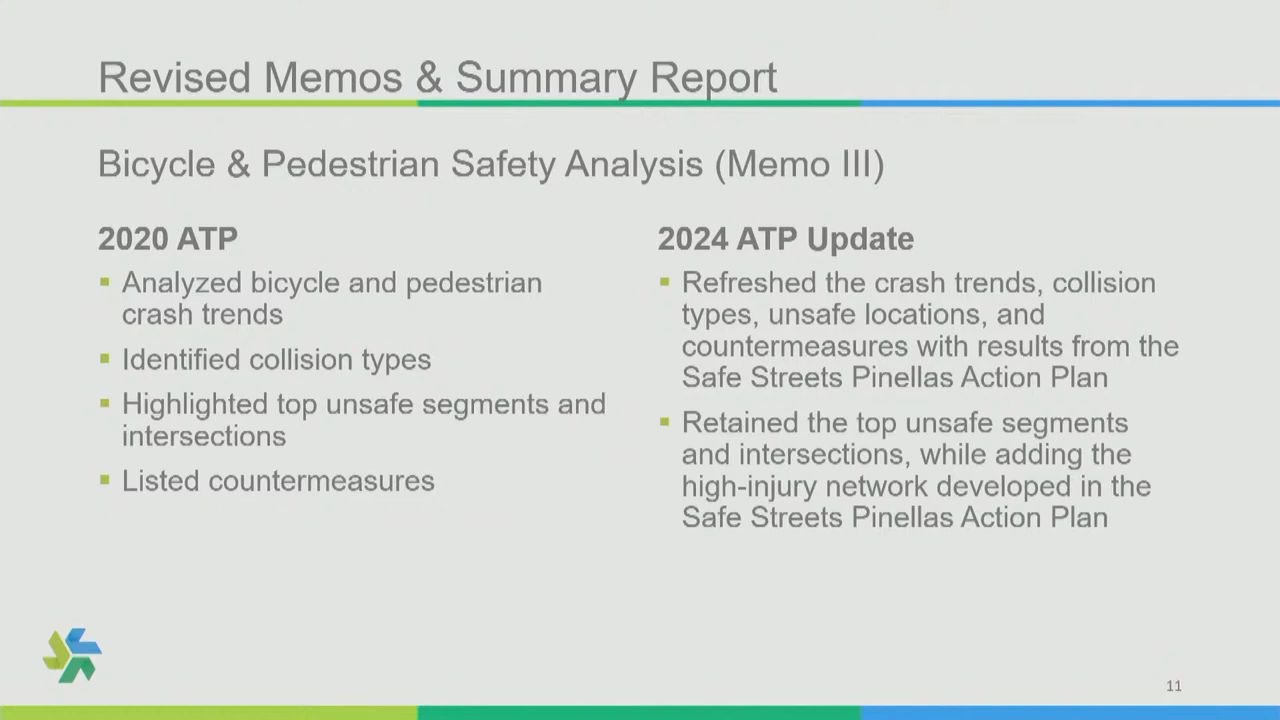 Revised Memos & Summary Report
Bicycle & Pedestrian Safety Analysis (Memo III)
2020 ATP
▪ Analyzed bicycle and pedestrian
crash trends
▪ Identified collision types
▪ Highlighted top unsafe segments and
intersections
▪ Listed countermeasures
2024 ATP Update
▪ Refreshed the crash trends, collision
types, unsafe locations, and
countermeasures with results from the
Safe Streets Pinellas Action Plan
▪ Retained the top unsafe segments
and intersections, while adding the
high-injury network developed in the
Safe Streets Pinellas Action Plan
11